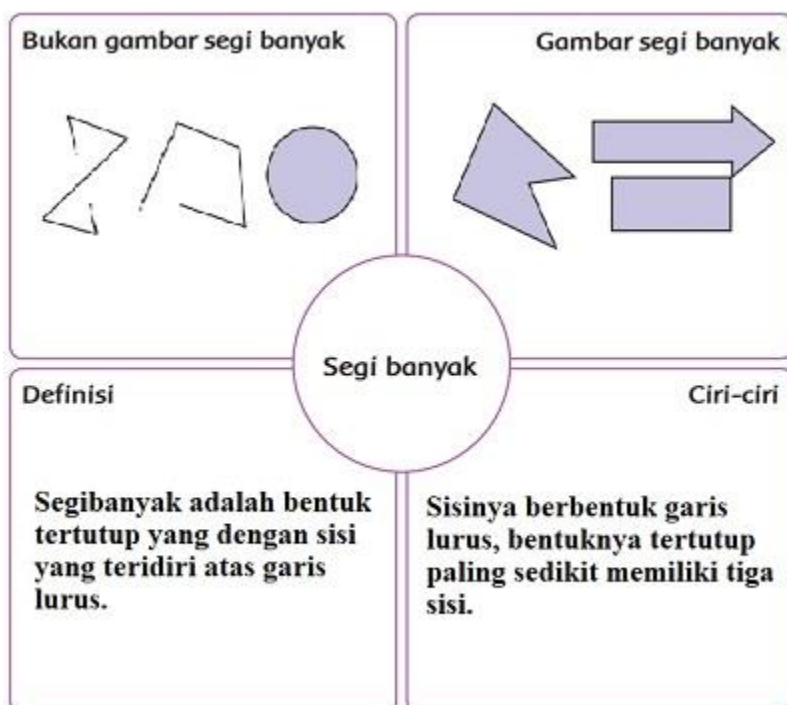 Bukan gambar segi banyak
Gambar segi banyak
Segi banyak
Definisi
Segibanyak adalah bentuk
tertutup yang dengan sisi
yang teridiri atas garis
lurus.
Ciri-ciri
Sisinya berbentuk garis
lurus, bentuknya tertutup
paling sedikit memiliki tiga
sisi.